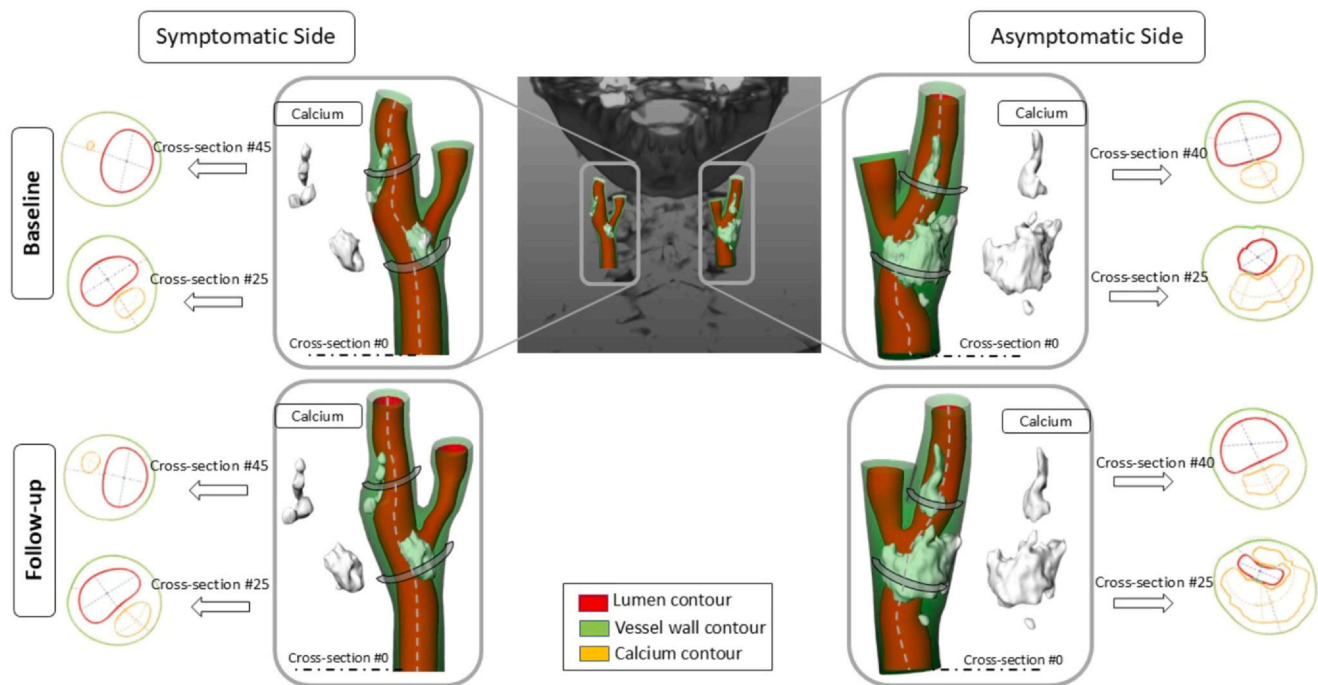 Symptomatic Side
Asymptomatic Side
Baseline
Cross-section #45
Cross-section #25
Calcium
Cross-section #0
Calcium
Cross-section #0
Cross-section #40
Cross-section #25
Follow-up
Cross-section #45
Cross-section #25
Calcium
Cross-section #0
Calcium
Cross-section #0
Cross-section #40
Cross-section #25
Lumen contour
Vessel wall contour
Calcium contour